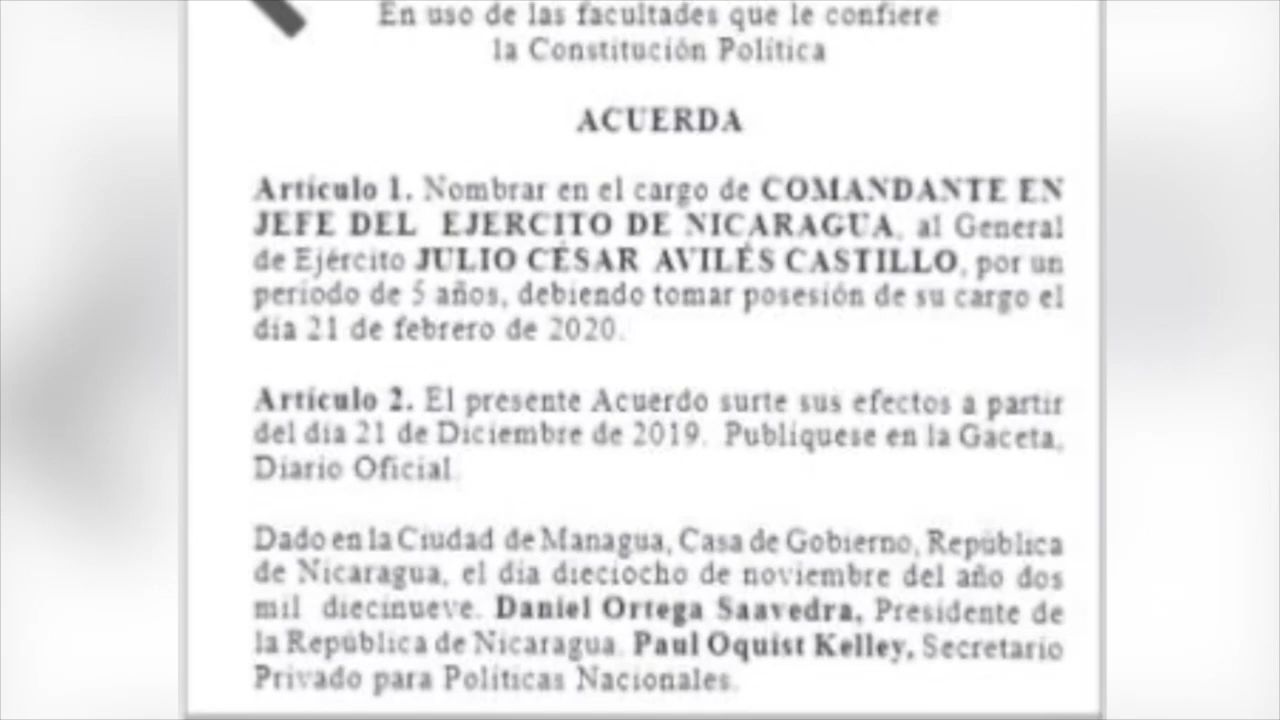 En uso de las facultades que le confiere
la Constitución Política
ACUERDA
Artículo 1. Nombrar en el cargo de COMANDANTE EN
JEFE DEL EJERCITO DE NICARAGUA, al General
de Ejército JULIO CÉSAR AVILÉS CASTILLO, por un
período de 5 años, debiendo tomar posesión de su cargo el
día 21 de febrero de 2020.
Artículo 2. El presente Acuerdo surte sus efectos a partir
del día 21 de Diciembre de 2019. Publíquese en la Gaceta,
Diario Oficial.
Dado en la Ciudad de Managua, Casa de Gobierno, República
de Nicaragua, el día dieciocho de noviembre del año dos
mil diecinueve. Daniel Ortega Saavedra, Presidente de
la República de Nicaragua. Paul Oquist Kelley, Secretario
Privado para Políticas Nacionales.